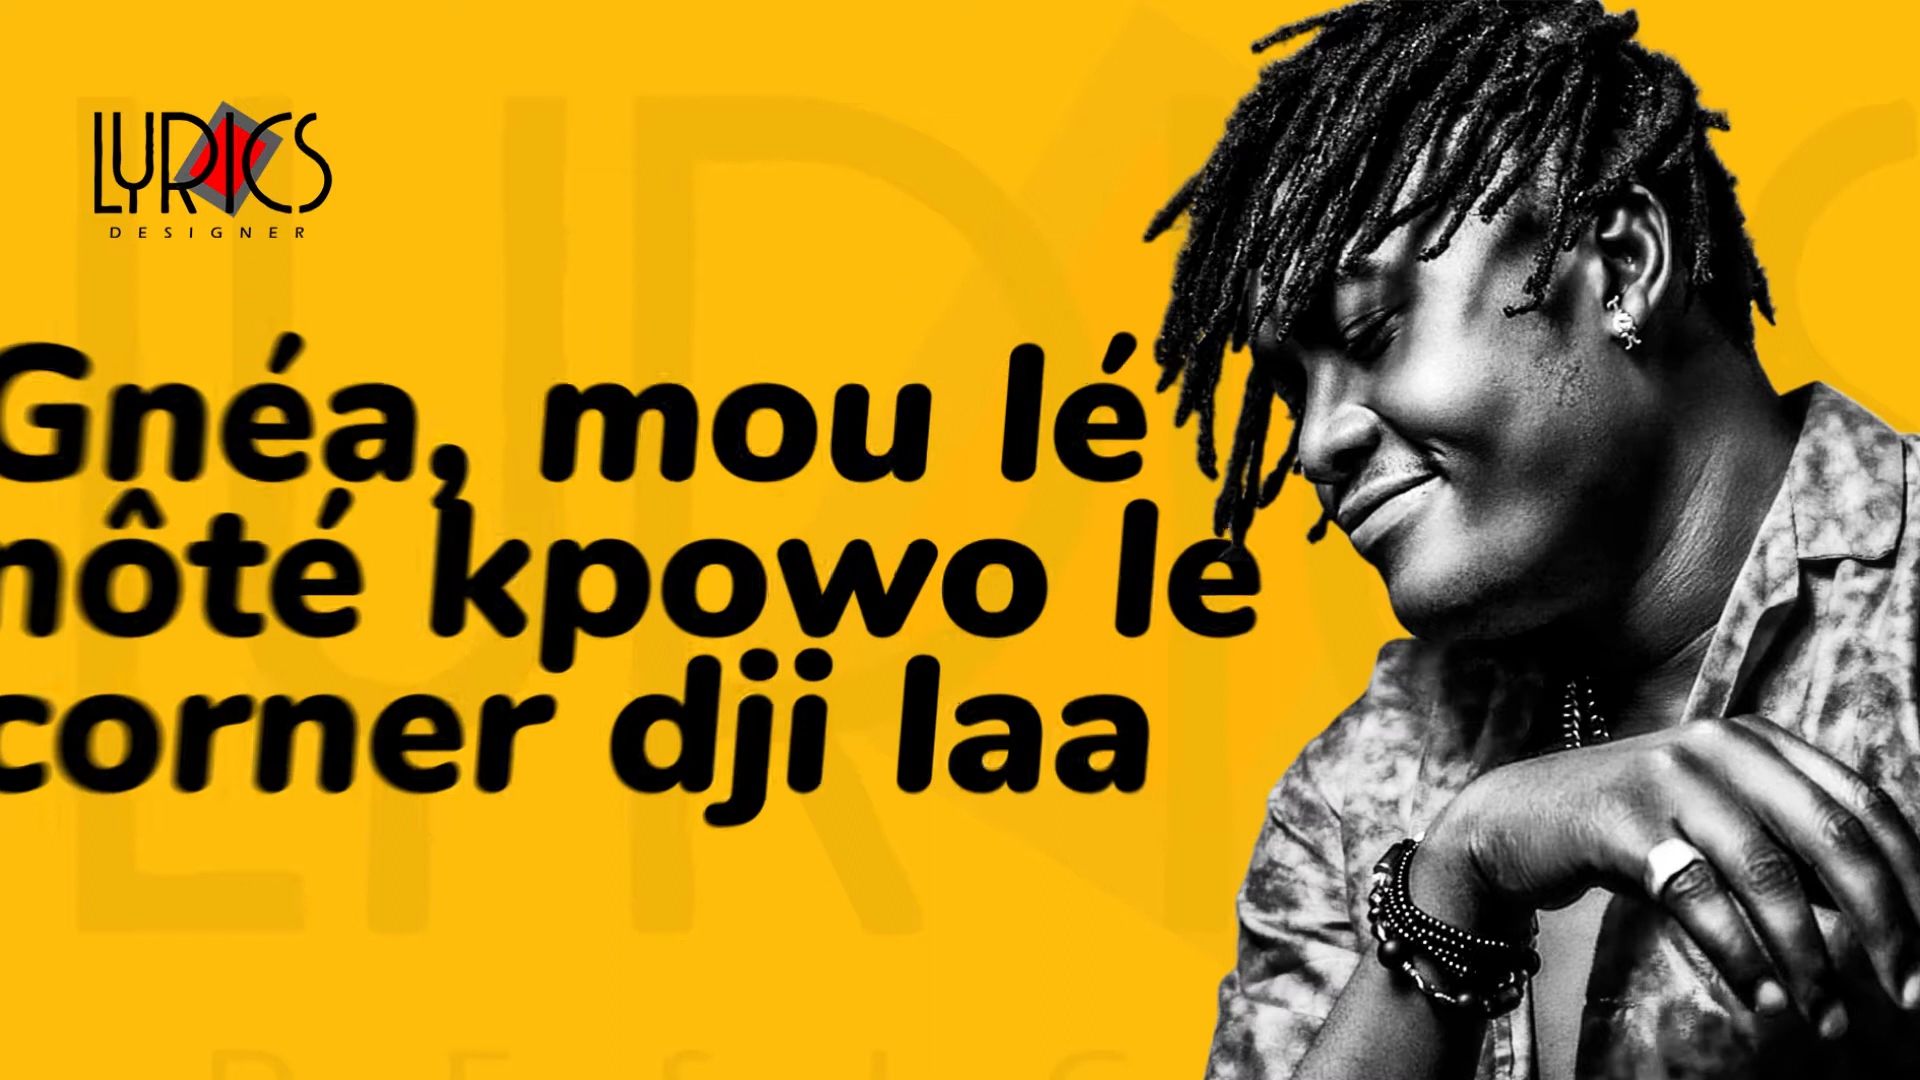 LYRICS
DESIGNER
Gnéa, mou lé
nôté kpowo le
corner dji laa